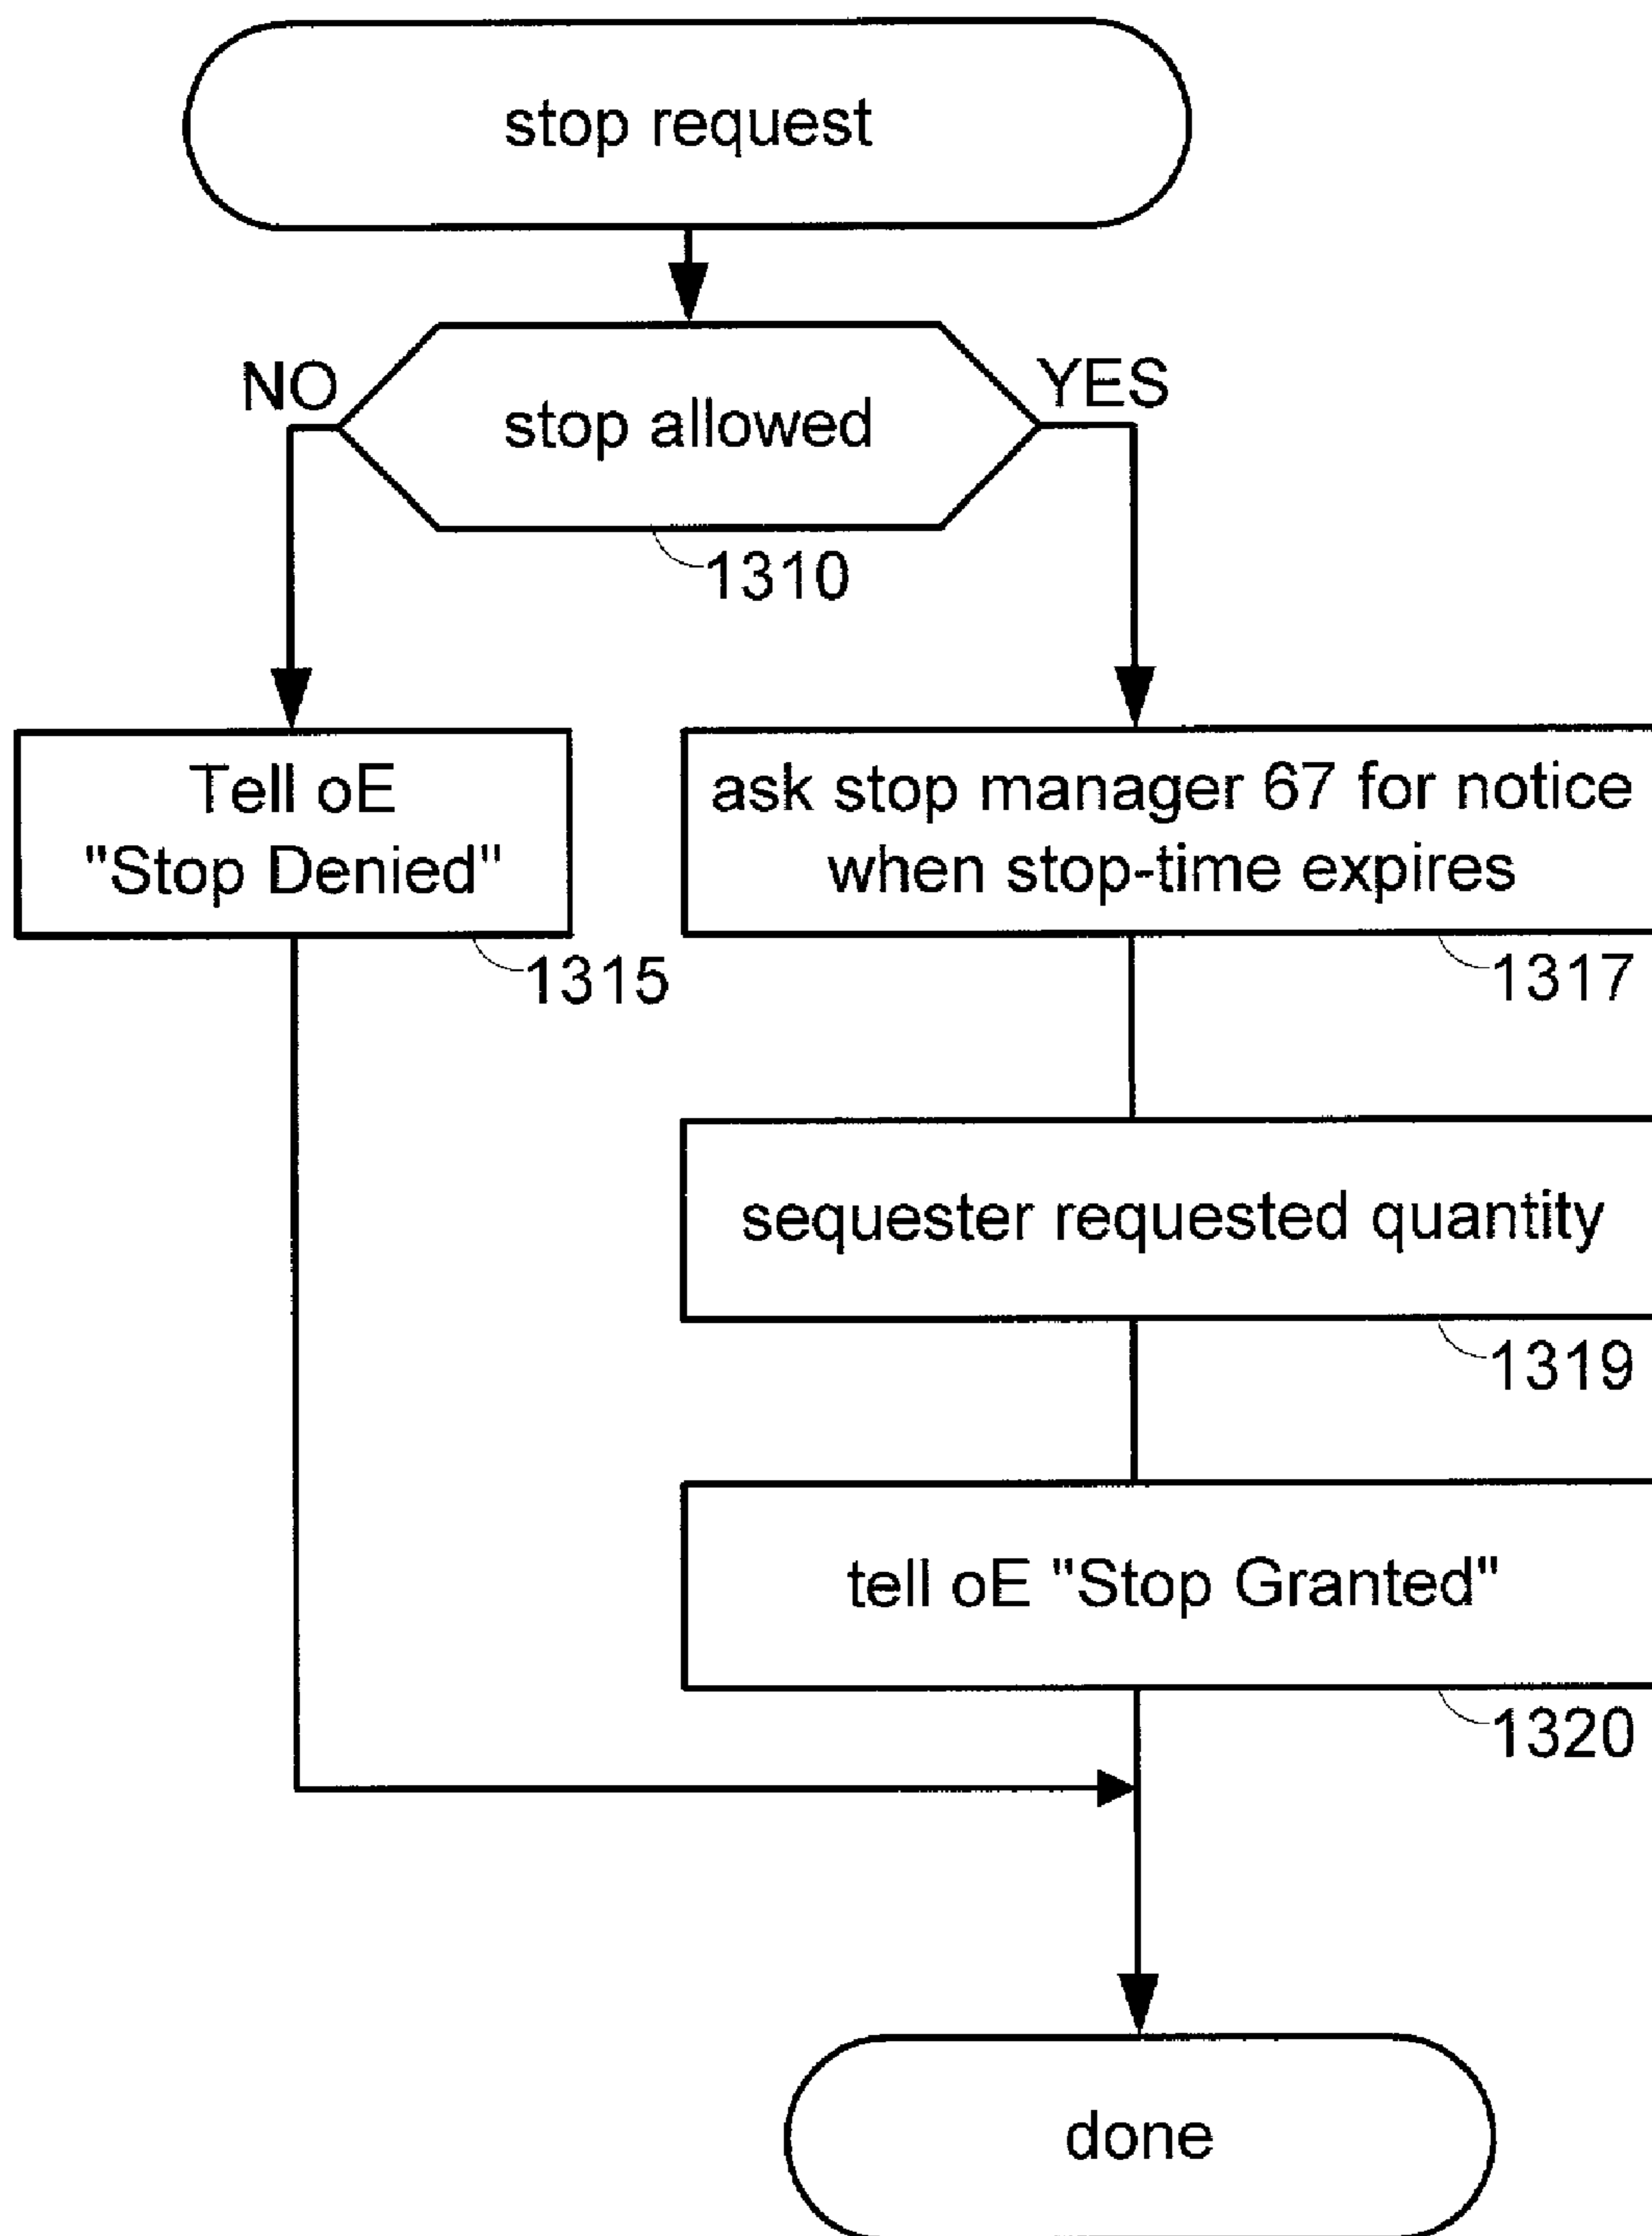 stop request
NO
YES
stop allowed
1310
Tell oE
"Stop Denied"
1315
ask stop manager 67 for notice
when stop-time expires
1317
sequester requested quantity
1319
tell oE "Stop Granted"
1320
done